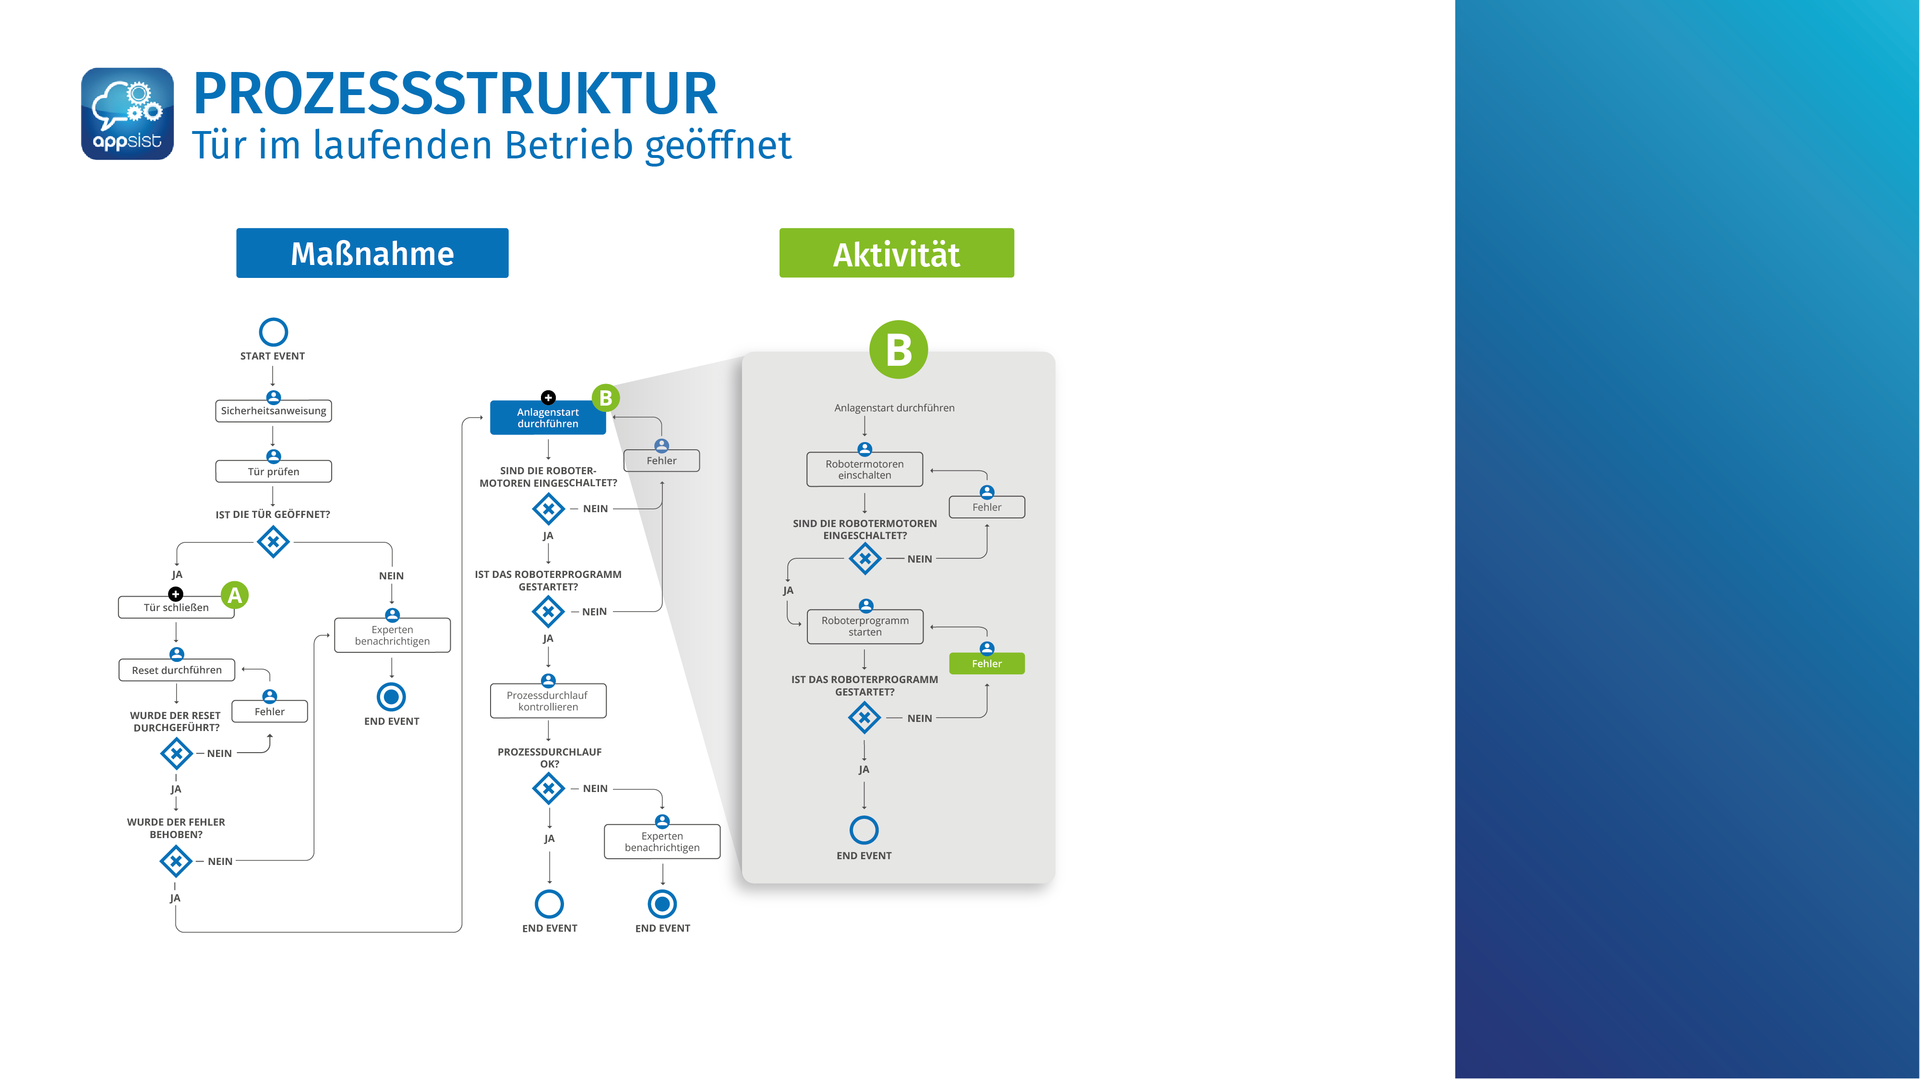 appsist
PROZESSSTRUKTUR
Tür im laufenden Betrieb geöffnet
Maßnahme
START EVENT
Sicherheitsanweisung
Tür prüfen
IST DIE TÜR GEÖFFNET?
JA
NEIN
A
Tür schließen
Experten
benachrichtigen
END EVENT
Reset durchführen
Fehler
WURDE DER RESET
DURCHGEFÜHRT?
NEIN
JA
WURDE DER FEHLER
BEHOBEN?
NEIN
JA
B
Anlagenstart
durchführen
Fehler
SIND DIE ROBOTER-
MOTOREN EINGESCHALTET?
NEIN
JA
IST DAS ROBOTERPROGRAMM
GESTARTET?
NEIN
JA
Prozessdurchlauf
kontrollieren
PROZESSDURCHLAUF
OK?
NEIN
JA
Experten
benachrichtigen
END EVENT
END EVENT
Aktivität
B
Anlagenstart durchführen
Robotermotoren
einschalten
Fehler
SIND DIE ROBOTERMOTOREN
EINGESCHALTET?
NEIN
JA
Roboterprogramm
starten
Fehler
IST DAS ROBOTERPROGRAMM
GESTARTET?
NEIN
JA
END EVENT